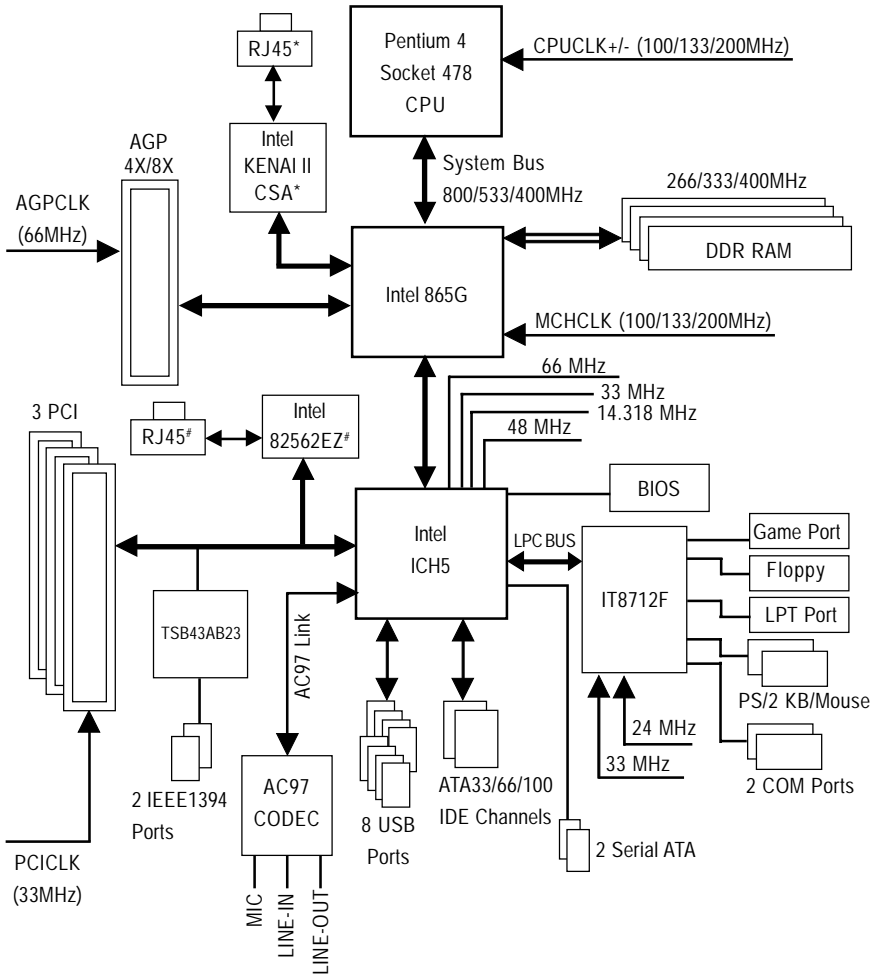 RJ45*
Pentium 4
Socket 478
CPU
CPUCLK+/- (100/133/200MHz)
AGP
4X/8X
Intel
KENAI II
CSA*
System Bus
800/533/400MHz
266/333/400MHz
DDR RAM
AGPCLK
(66MHz)
Intel 865G
MCHCLK (100/133/200MHz)
66 MHz
33 MHz
14.318 MHz
48 MHz
3 PCI
RJ45#
Intel
82562EZ#
BIOS
Intel
ICH5
LPC BUS
IT8712F
Game Port
Floppy
LPT Port
PS/2 KB/Mouse
2 COM Ports
24 MHz
33 MHz
TSB43AB23
AC97 Link
2 IEEE1394
Ports
AC97
CODEC
8 USB
Ports
ATA33/66/100
IDE Channels
2 Serial ATA
PCICLK
(33MHz)
MIC
LINE-IN
LINE-OUT